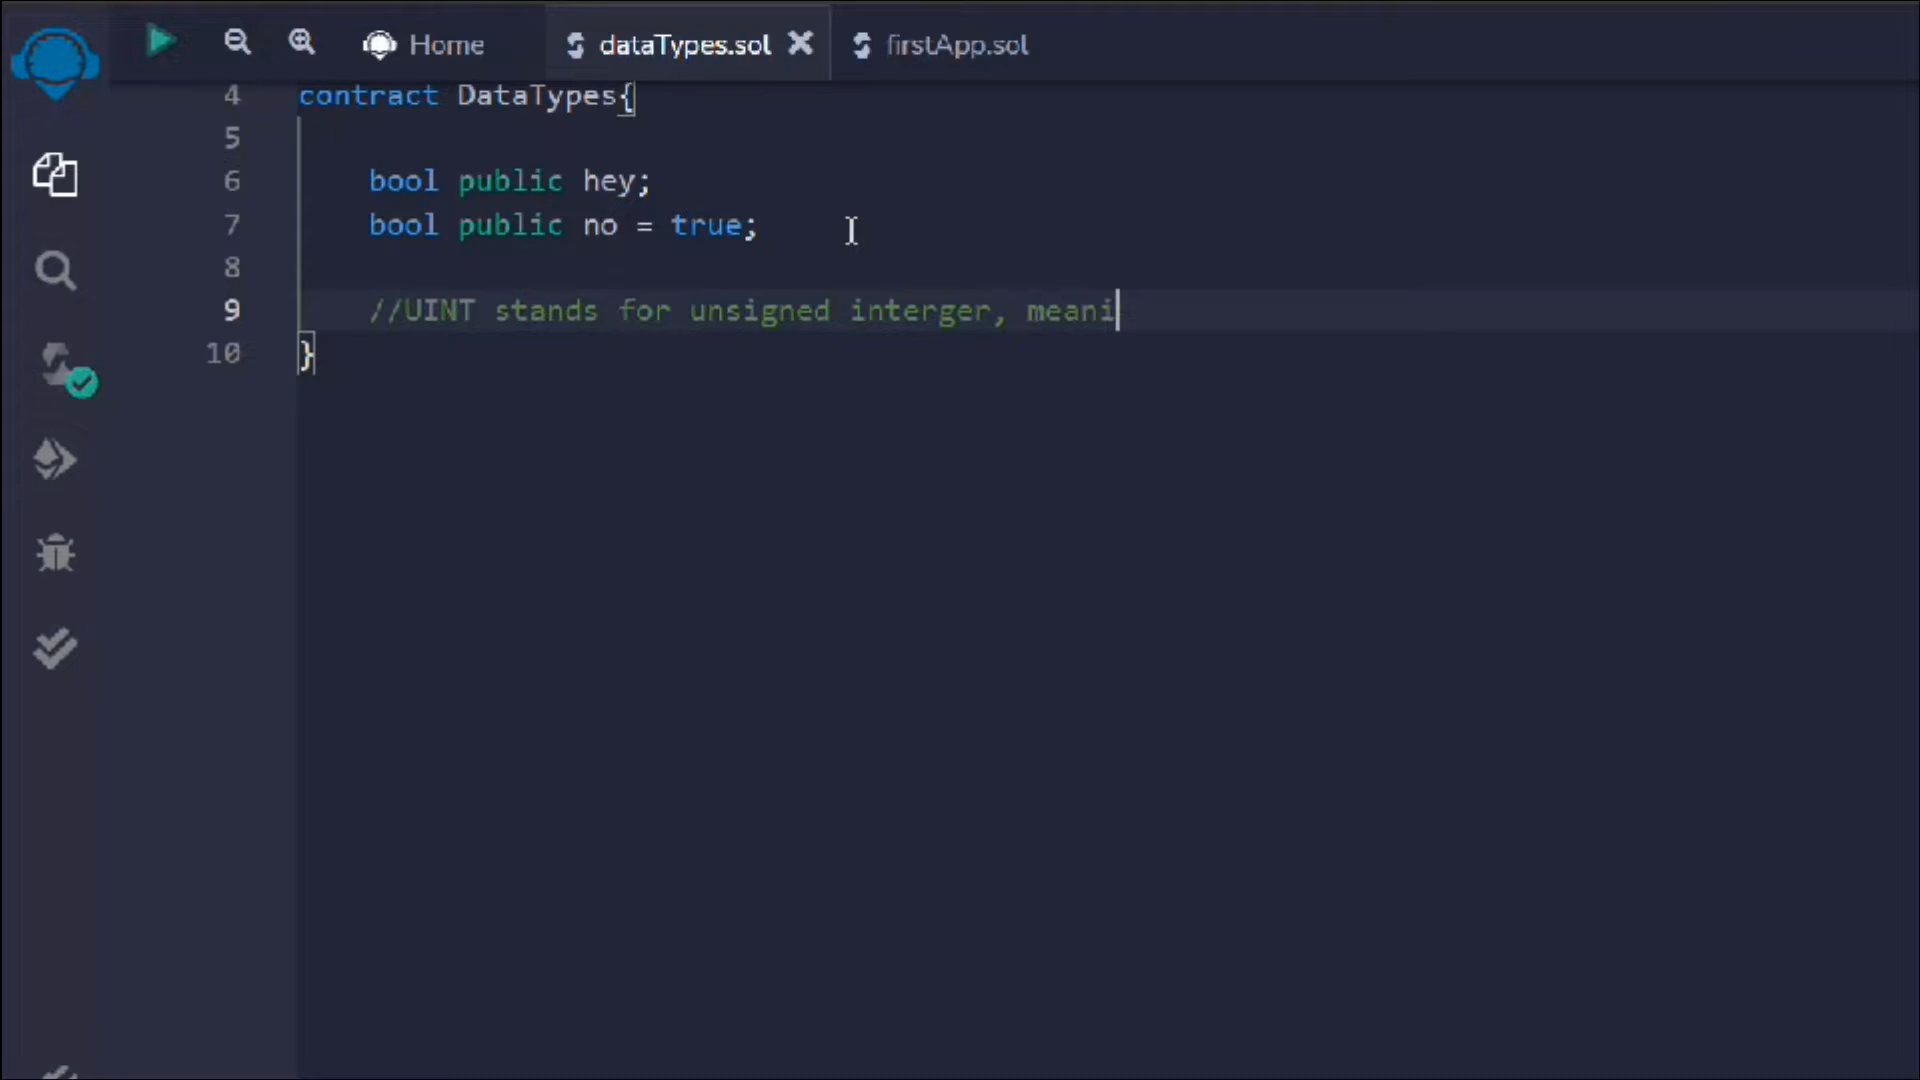 Home dataTypes.sol firstApp.sol
4 contract DataTypes{
5
6 bool public hey;
7 bool public no = true;
8
9 //UINT stands for unsigned interger, meani
10 }